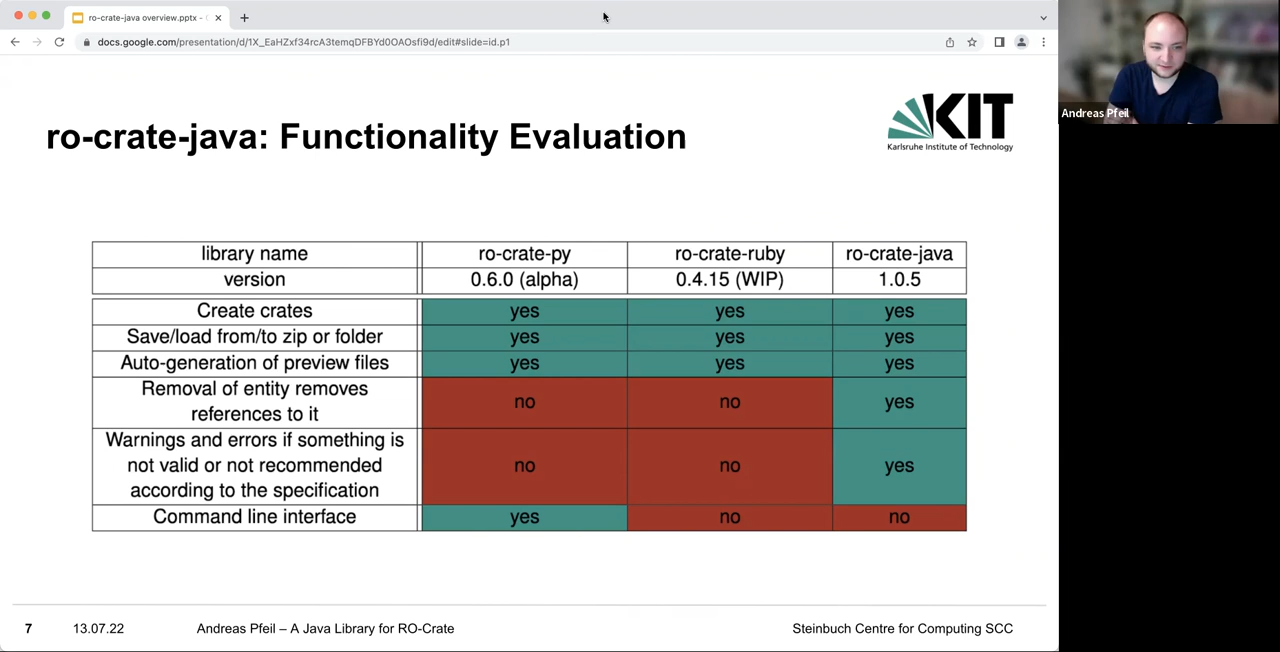 ro-crate-java overview.pptx - G
docs.google.com/presentation/d/1X_EaHZxf34rcA3temqDFBYd0OAOsfi9d/edit#slide=id.p1
Andreas Pfeil
ro-crate-java: Functionality Evaluation
KIT
Karlsruhe Institute of Technology
library name ro-crate-py ro-crate-ruby ro-crate-java
version 0.6.0 (alpha) 0.4.15 (WIP) 1.0.5
Create crates yes yes yes
Save/load from/to zip or folder yes yes yes
Auto-generation of preview files yes yes yes
Removal of entity removes
references to it no no yes
Warnings and errors if something is
not valid or not recommended no no yes
according to the specification
Command line interface yes no no
7 13.07.22 Andreas Pfeil – A Java Library for RO-Crate Steinbuch Centre for Computing SCC